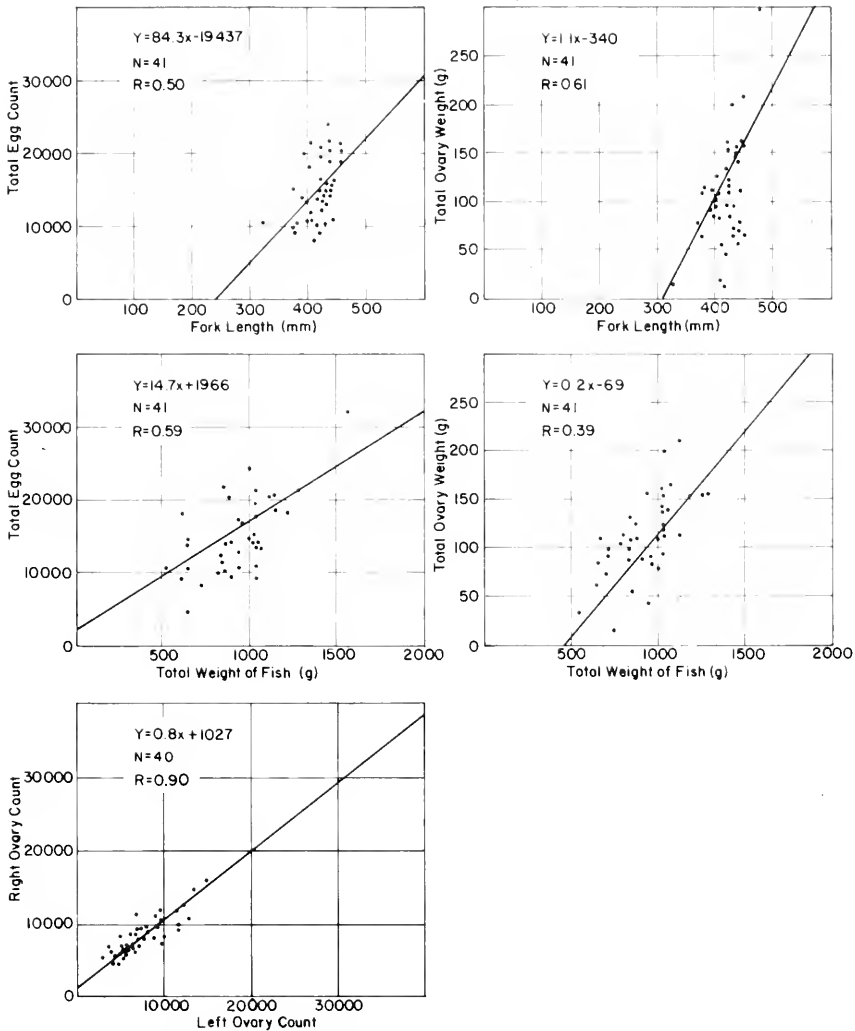 Y=84.3x-19437
N=41
R=0.50
30000
20000
10000
0
Total Egg Count
100 200 300 400 500
Fork Length (mm)
Y=1.1x-340
N=41
R=0.61
250
200
150
100
50
0
Total Ovary Weight (g)
100 200 300 400 500
Fork Length (mm)
Y=14.7x+1966
N=41
R=0.59
30000
20000
10000
0
Total Egg Count
500 1000 1500 2000
Total Weight of Fish (g)
Y=0.2x-69
N=41
R=0.39
250
200
150
100
50
0
Total Ovary Weight (g)
500 1000 1500 2000
Total Weight of Fish (g)
Y=0.8x+1027
N=40
R=0.90
30000
20000
10000
0
Right Ovary Count
10000 20000 30000
Left Ovary Count